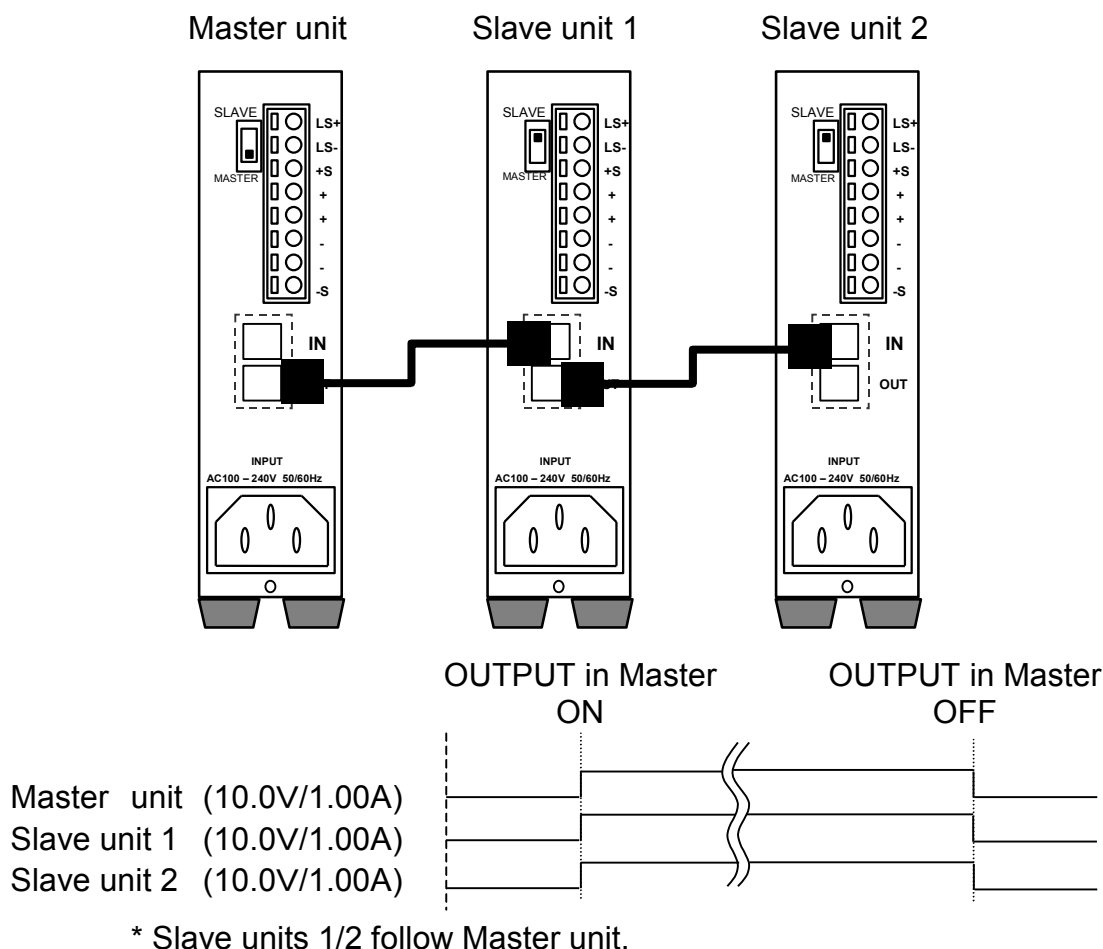 Master unit
Slave unit 1
Slave unit 2
SLAVE
MASTER
LS+
LS-
+S
+
+
-
-
-S
IN
INPUT
AC100 – 240V 50/60Hz
SLAVE
MASTER
LS+
LS-
+S
+
+
-
-
-S
IN
INPUT
AC100 – 240V 50/60Hz
SLAVE
MASTER
LS+
LS-
+S
+
+
-
-
-S
IN
OUT
INPUT
AC100 – 240V 50/60Hz
OUTPUT in Master
ON
OUTPUT in Master
OFF
Master unit (10.0V/1.00A)
Slave unit 1 (10.0V/1.00A)
Slave unit 2 (10.0V/1.00A)
* Slave units 1/2 follow Master unit.